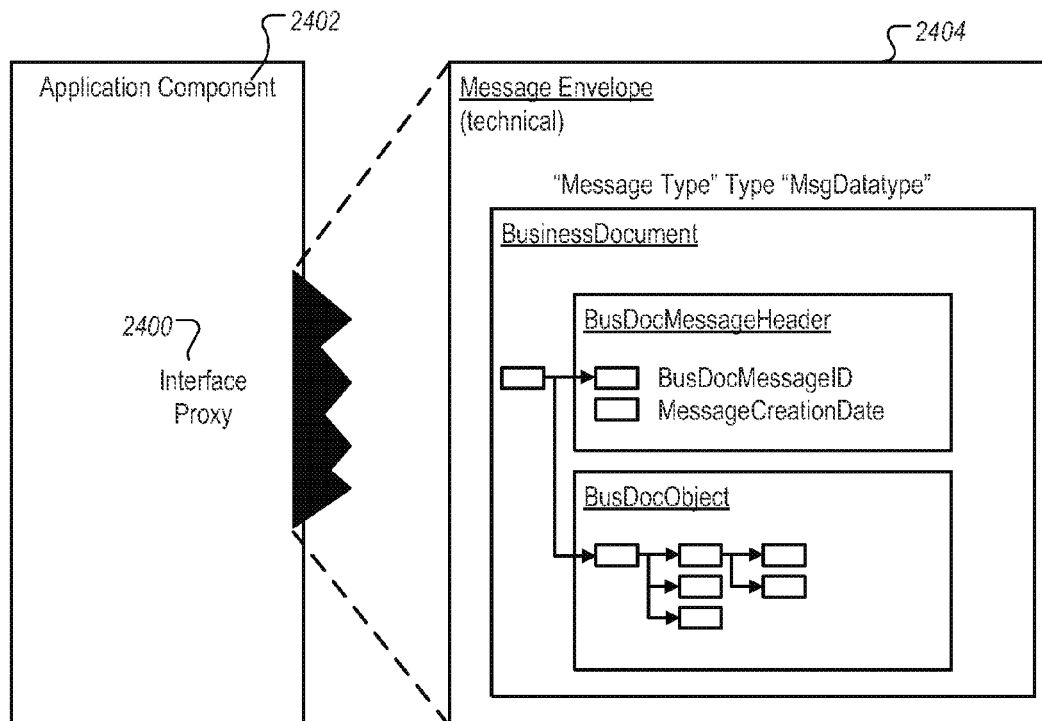 2402
Application Component
2400
Interface
Proxy
2404
Message Envelope
(technical)
“Message Type” Type “MsgDatatype”
BusinessDocument
BusDocMessageHeader
BusDocMessageID
MessageCreationDate
BusDocObject